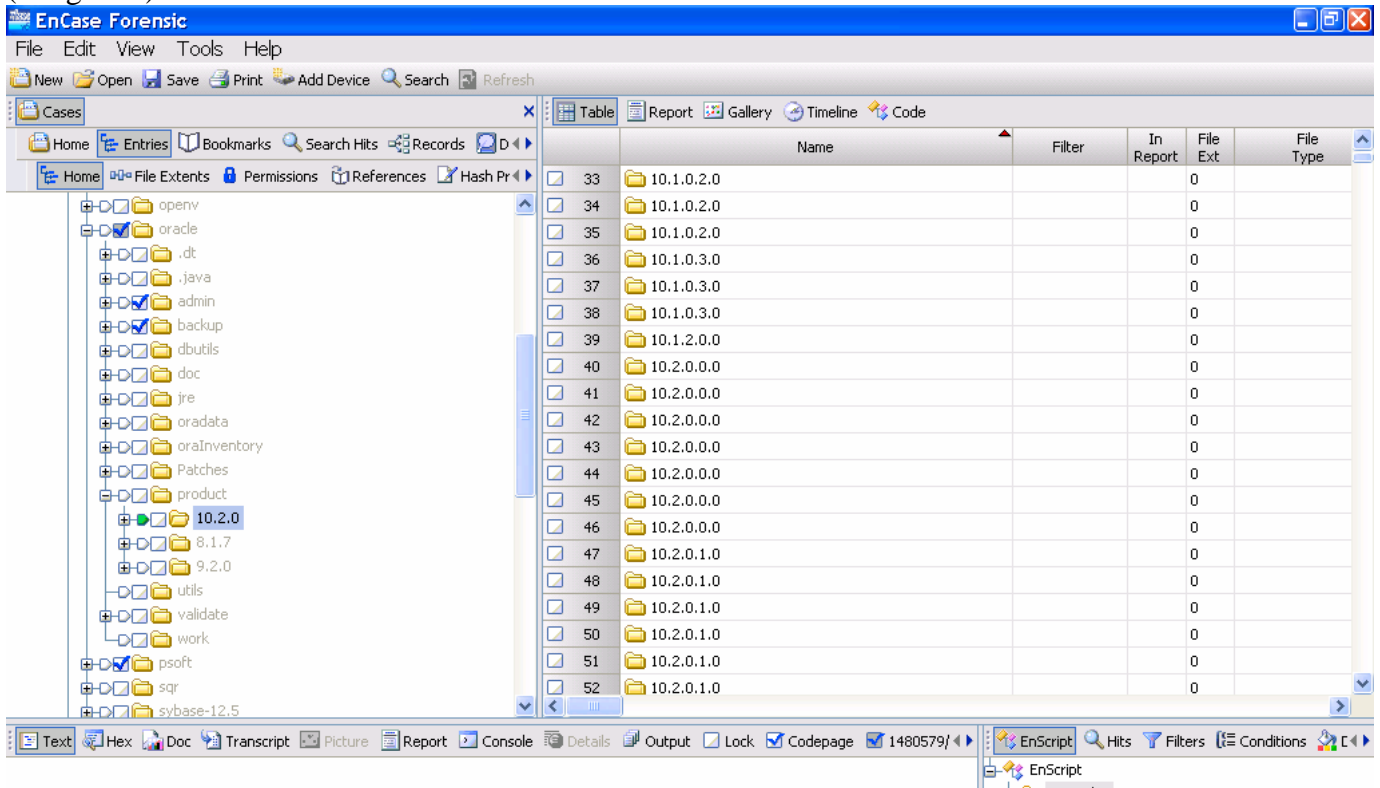 EnCase Forensic
File Edit View Tools Help
New Open Save Print Add Device Search Refresh
Cases
Home Entries Bookmarks Search Hits Records D
Home File Extents Permissions References Hash Pr
openv
oracle
.dt
.java
admin
backup
dbutils
doc
jre
oradata
oraInventory
Patches
product
10.2.0
8.1.7
9.2.0
utils
validate
work
psoft
sqr
sybase-12.5
Table Report Gallery Timeline Code
Name Filter In Report File Ext File Type
33 10.1.0.2.0 0
34 10.1.0.2.0 0
35 10.1.0.2.0 0
36 10.1.0.3.0 0
37 10.1.0.3.0 0
38 10.1.0.3.0 0
39 10.1.2.0.0 0
40 10.2.0.0.0 0
41 10.2.0.0.0 0
42 10.2.0.0.0 0
43 10.2.0.0.0 0
44 10.2.0.0.0 0
45 10.2.0.0.0 0
46 10.2.0.0.0 0
47 10.2.0.1.0 0
48 10.2.0.1.0 0
49 10.2.0.1.0 0
50 10.2.0.1.0 0
51 10.2.0.1.0 0
52 10.2.0.1.0 0
Text Hex Doc Transcript Picture Report Console Details Output Lock Codepage 1480579/
EnScript Hits Filters Conditions
EnScript